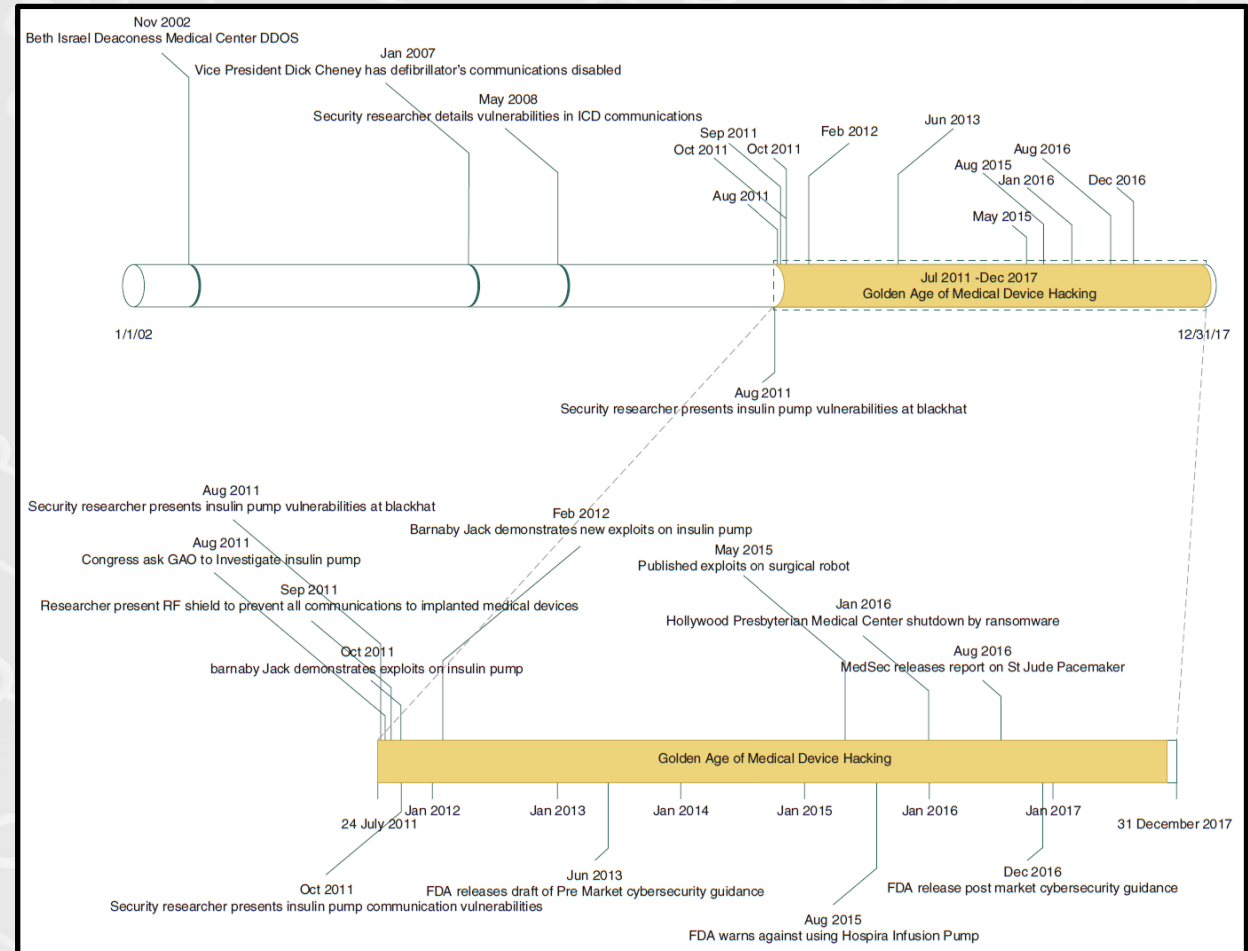 Nov 2002
Beth Israel Deaconess Medical Center DDOS
Jan 2007
Vice President Dick Cheney has defibrillator's communications disabled
May 2008
Security researcher details vulnerabilities in ICD communications
Sep 2011
Oct 2011
Oct 2011
Aug 2011
Feb 2012
Jun 2013
Aug 2016
Aug 2015
Jan 2016
Dec 2016
May 2015
Jul 2011 -Dec 2017
Golden Age of Medical Device Hacking
1/1/02
12/31/17
Aug 2011
Security researcher presents insulin pump vulnerabilities at blackhat
Aug 2011
Security researcher presents insulin pump vulnerabilities at blackhat
Aug 2011
Congress ask GAO to Investigate insulin pump
Sep 2011
Researcher present RF shield to prevent all communications to implanted medical devices
Oct 2011
barnaby Jack demonstrates exploits on insulin pump
Feb 2012
Barnaby Jack demonstrates new exploits on insulin pump
May 2015
Published exploits on surgical robot
Jan 2016
Hollywood Presbyterian Medical Center shutdown by ransomware
Aug 2016
MedSec releases report on St Jude Pacemaker
Golden Age of Medical Device Hacking
24 July 2011
Jan 2012
Jan 2013
Jan 2014
Jan 2015
Jan 2016
Jan 2017
31 December 2017
Oct 2011
Security researcher presents insulin pump communication vulnerabilities
Jun 2013
FDA releases draft of Pre Market cybersecurity guidance
Aug 2015
FDA warns against using Hospira Infusion Pump
Dec 2016
FDA release post market cybersecurity guidance